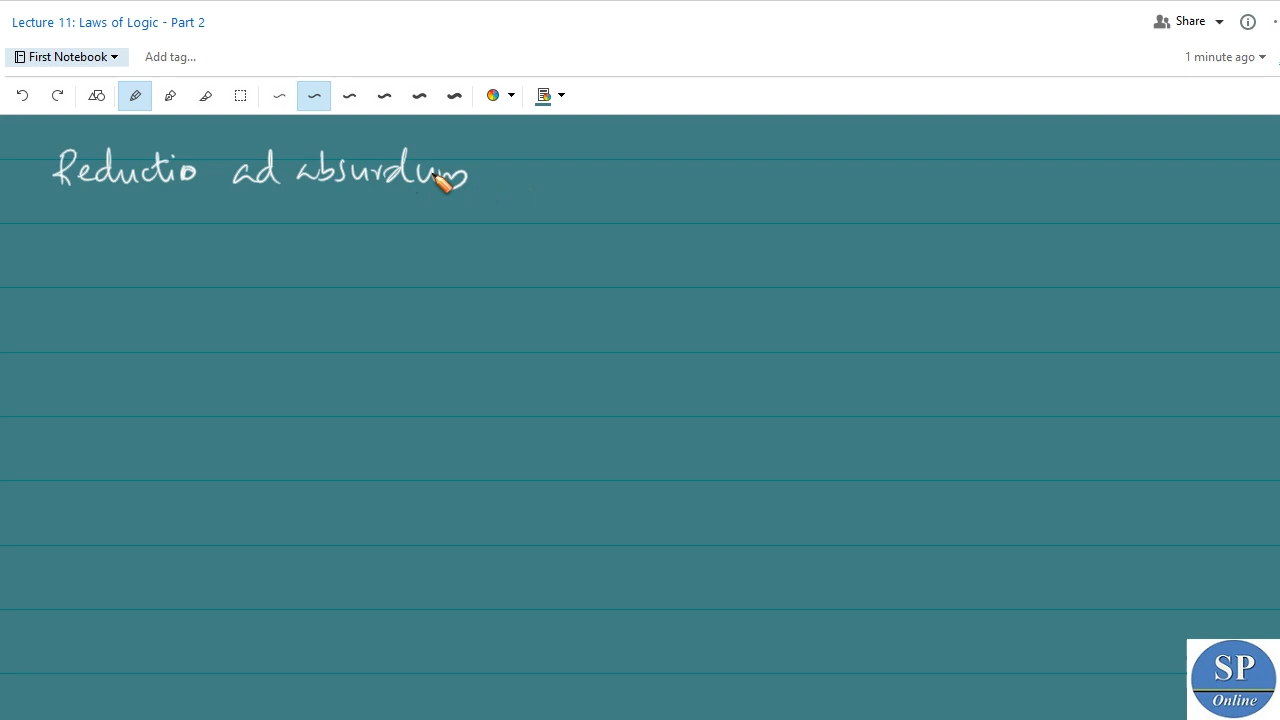 Lecture 11: Laws of Logic - Part 2
Share
First Notebook
Add tag...
1 minute ago
Reductio ad absurdum
SP
Online